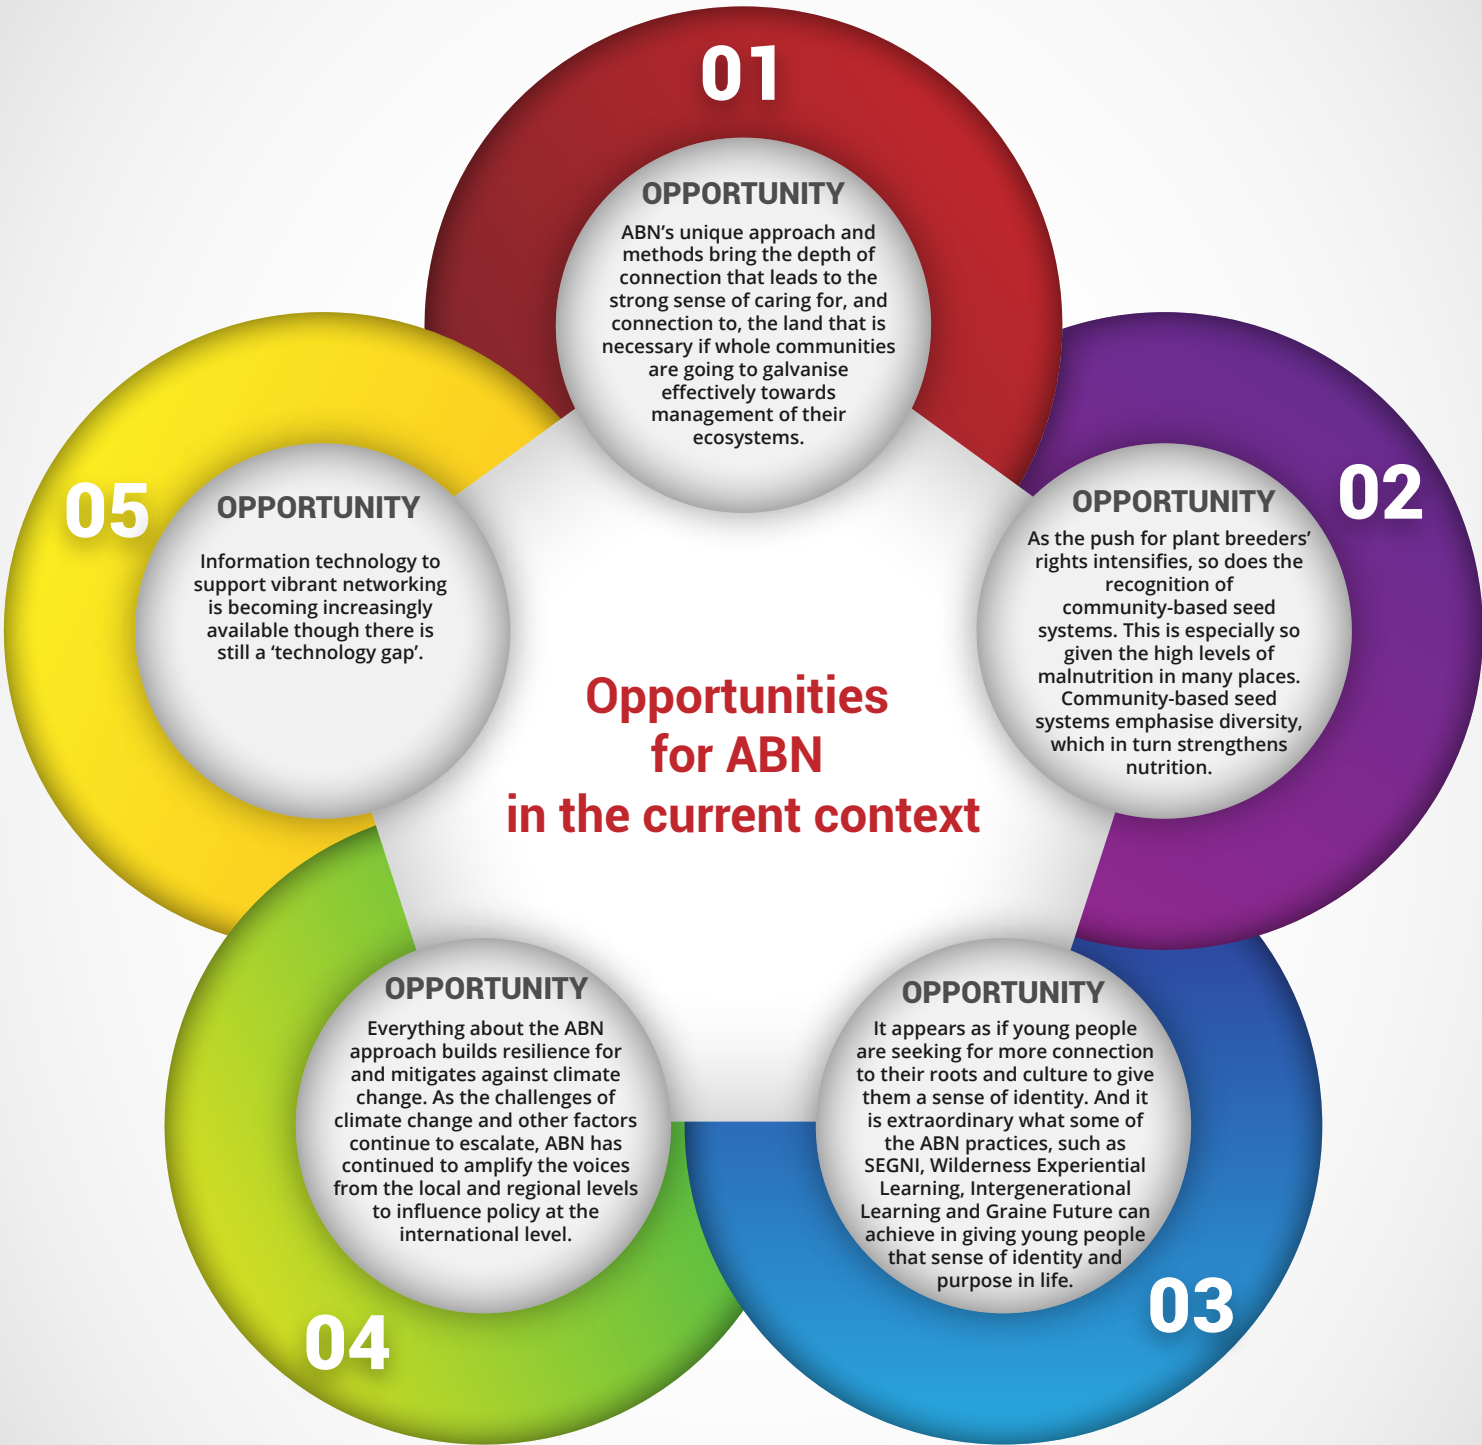 01
OPPORTUNITY
ABN’s unique approach and
methods bring the depth of
connection that leads to the
strong sense of caring for, and
connection to, the land that is
necessary if whole communities
are going to galvanise
effectively towards
management of their
ecosystems.
02
OPPORTUNITY
As the push for plant breeders’
rights intensifies, so does the
recognition of
community-based seed
systems. This is especially so
given the high levels of
malnutrition in many places.
Community-based seed
systems emphasise diversity,
which in turn strengthens
nutrition.
03
OPPORTUNITY
It appears as if young people
are seeking for more connection
to their roots and culture to give
them a sense of identity. And it
is extraordinary what some of
the ABN practices, such as
SEGNI, Wilderness Experiential
Learning, Intergenerational
Learning and Graine Future can
achieve in giving young people
that sense of identity and
purpose in life.
04
OPPORTUNITY
Everything about the ABN
approach builds resilience for
and mitigates against climate
change. As the challenges of
climate change and other factors
continue to escalate, ABN has
continued to amplify the voices
from the local and regional levels
to influence policy at the
international level.
05
OPPORTUNITY
Information technology to
support vibrant networking
is becoming increasingly
available though there is
still a ‘technology gap’.
Opportunities
for ABN
in the current context